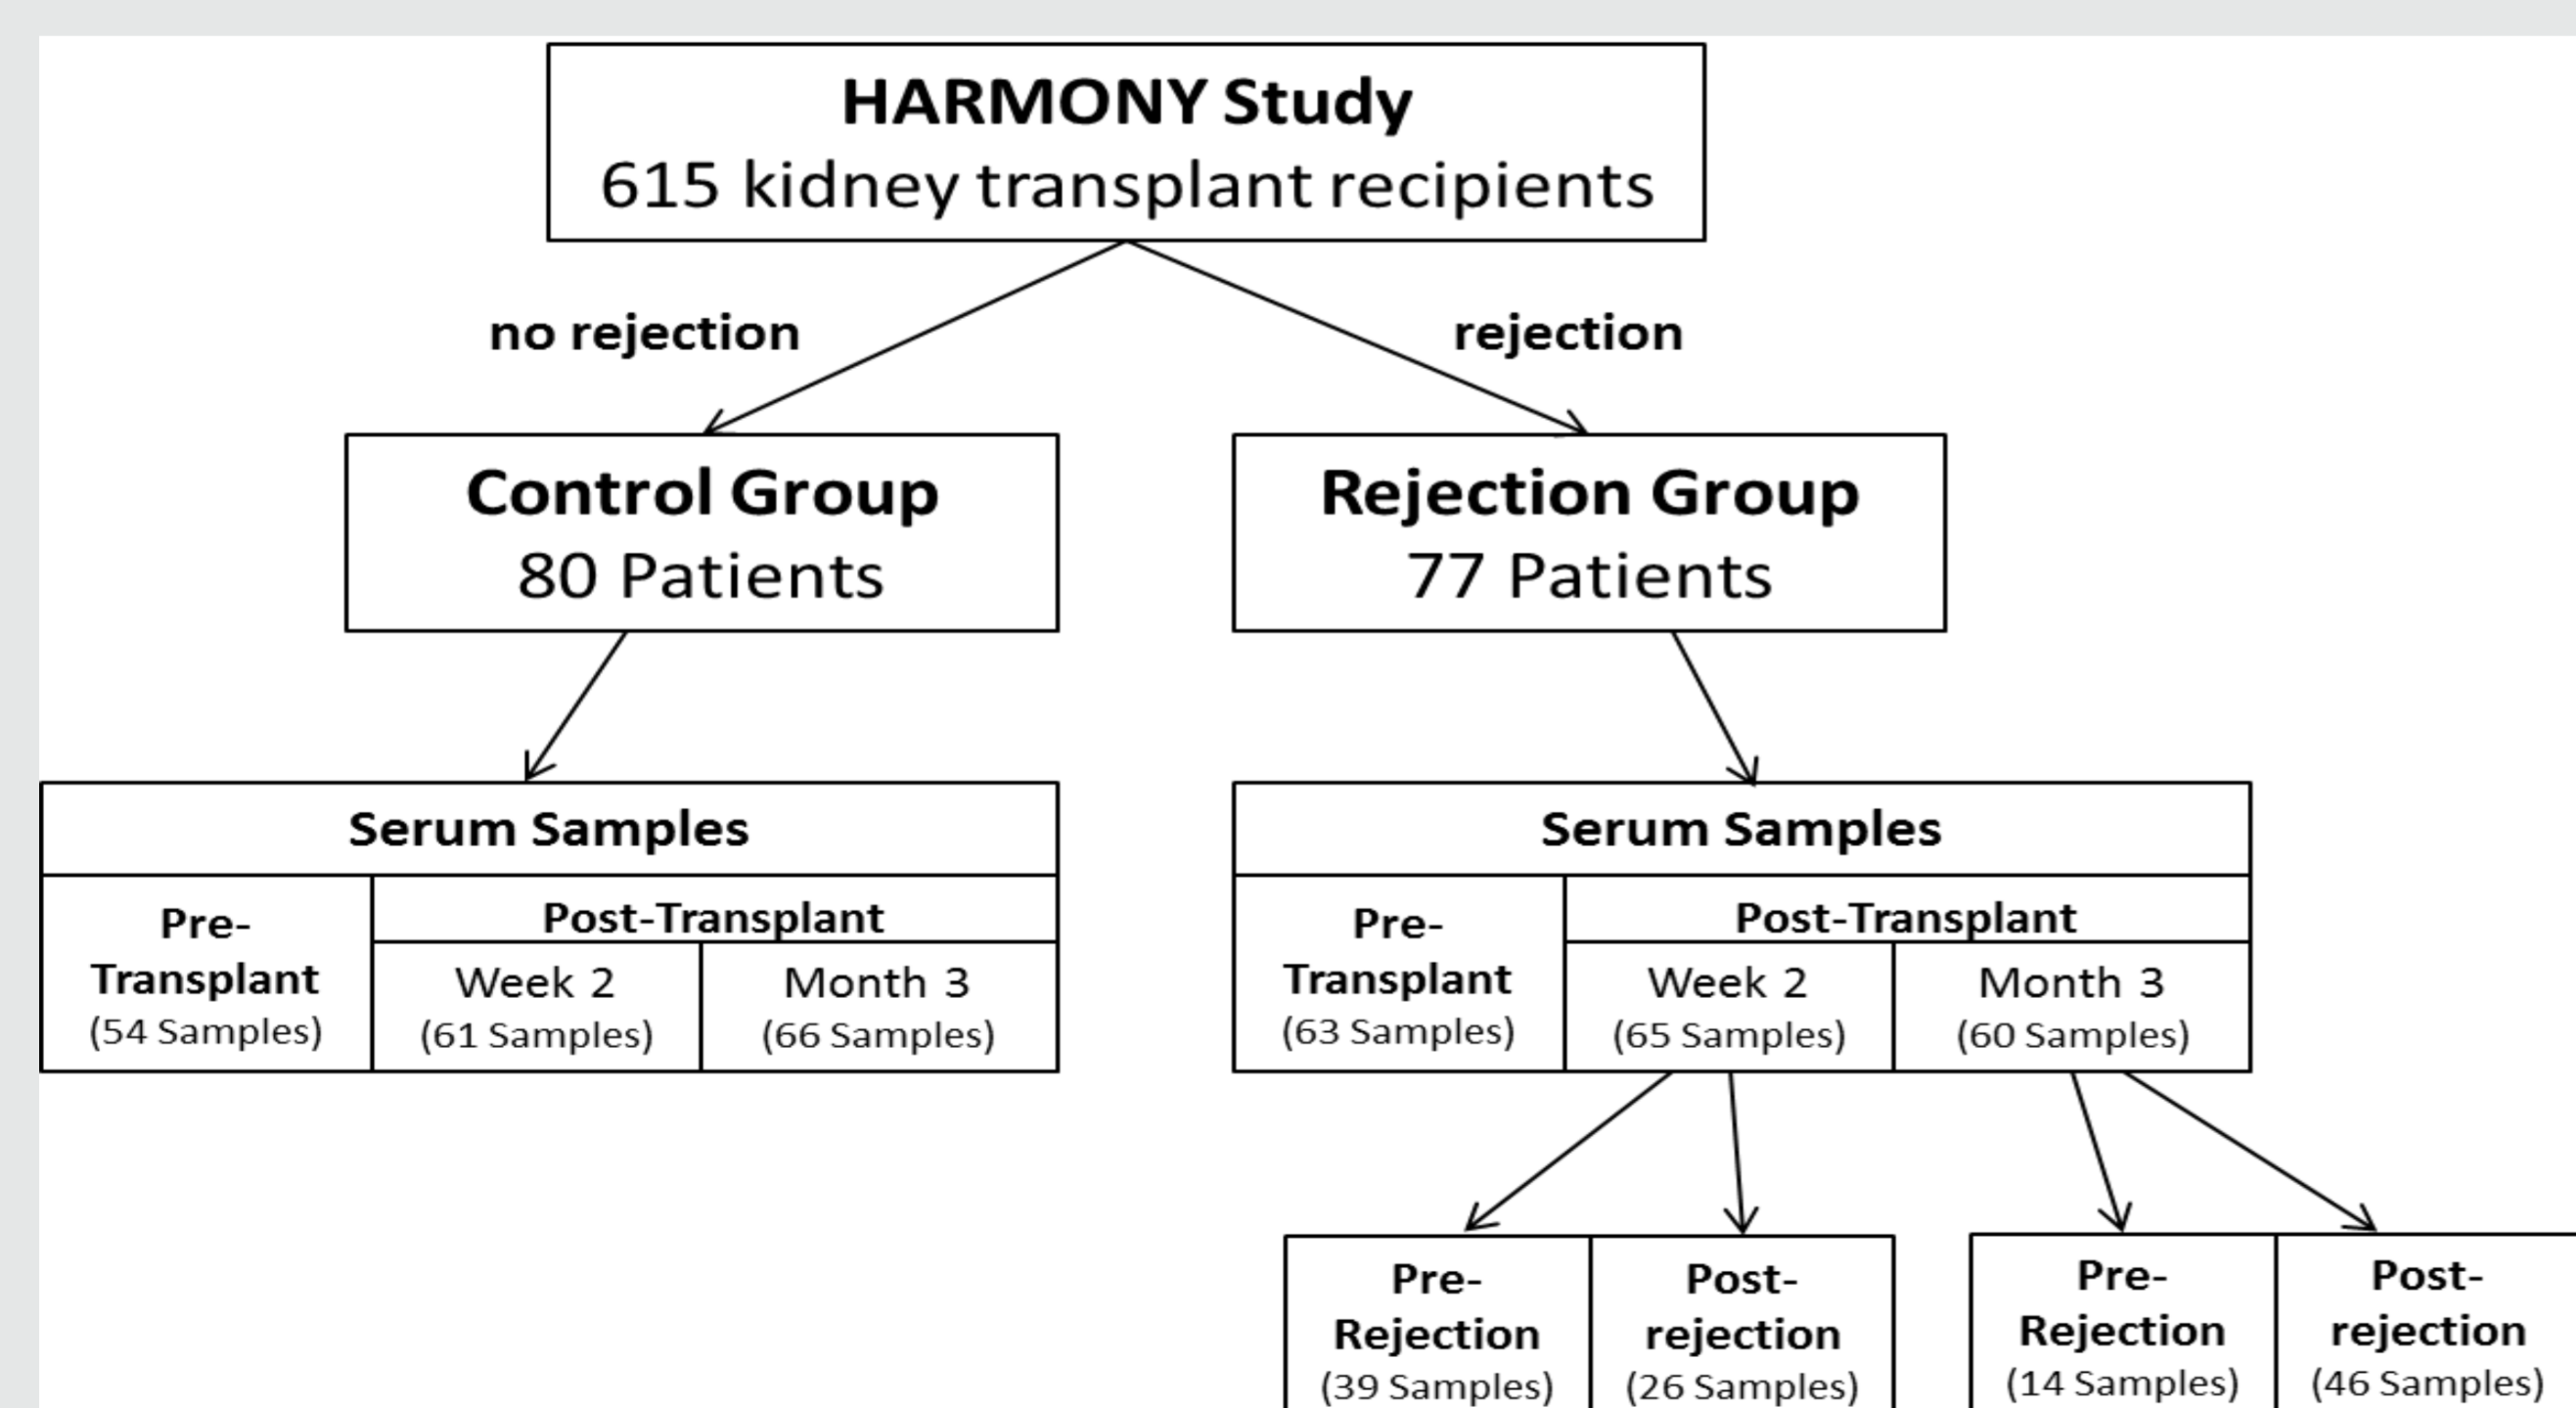 HARMONY Study
615 kidney transplant recipients
no rejection
rejection
Control Group
80 Patients
Rejection Group
77 Patients
Serum Samples
Pre-
Transplant
(54 Samples)
Post-Transplant
Week 2
(61 Samples)
Month 3
(66 Samples)
Serum Samples
Pre-
Transplant
(63 Samples)
Post-Transplant
Week 2
(65 Samples)
Month 3
(60 Samples)
Pre-
Rejection
(39 Samples)
Post-
rejection
(26 Samples)
Pre-
Rejection
(14 Samples)
Post-
rejection
(46 Samples)